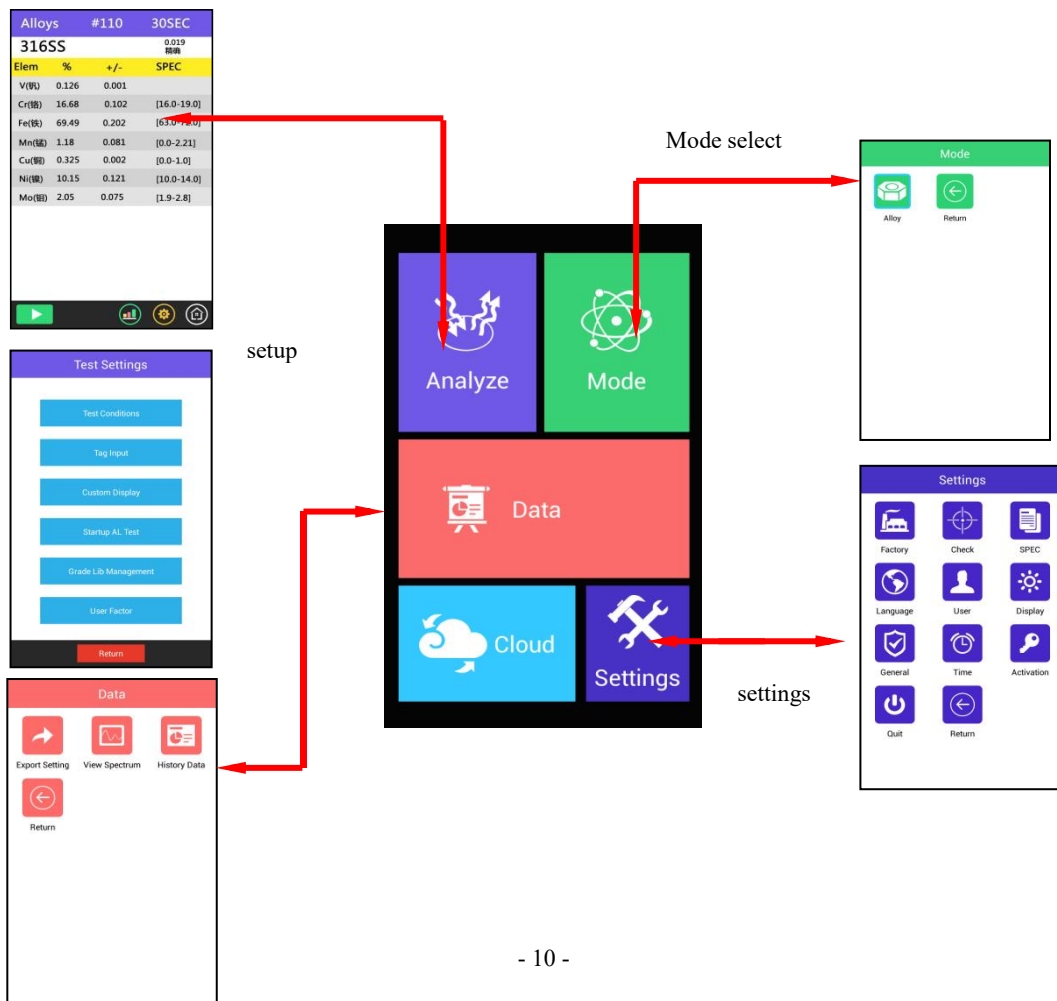 Alloys #110 30SEC
316SS 0.019
精确
Elem % +/- SPEC
V(钒) 0.126 0.001
Cr(铬) 16.68 0.102 [16.0-19.0]
Fe(铁) 69.49 0.202
Mn(锰) 1.18 0.081 [0.0-2.21]
Cu(铜) 0.325 0.002 [0.0-1.0]
Ni(镍) 10.15 0.121 [10.0-14.0]
Mo(钼) 2.05 0.075 [1.9-2.8]
Mode select
Mode
Alloy Return
setup
Analyze
Mode
Data
Cloud
Settings
Test Settings
Test Conditions
Tag Input
Custom Display
Startup AL Test
Grade Lib Management
User Factor
Return
settings
Settings
Factory Check SPEC
Language User Display
General Time Activation
Quit Return
Data
Export Setting View Spectrum History Data
Return
- 10 -